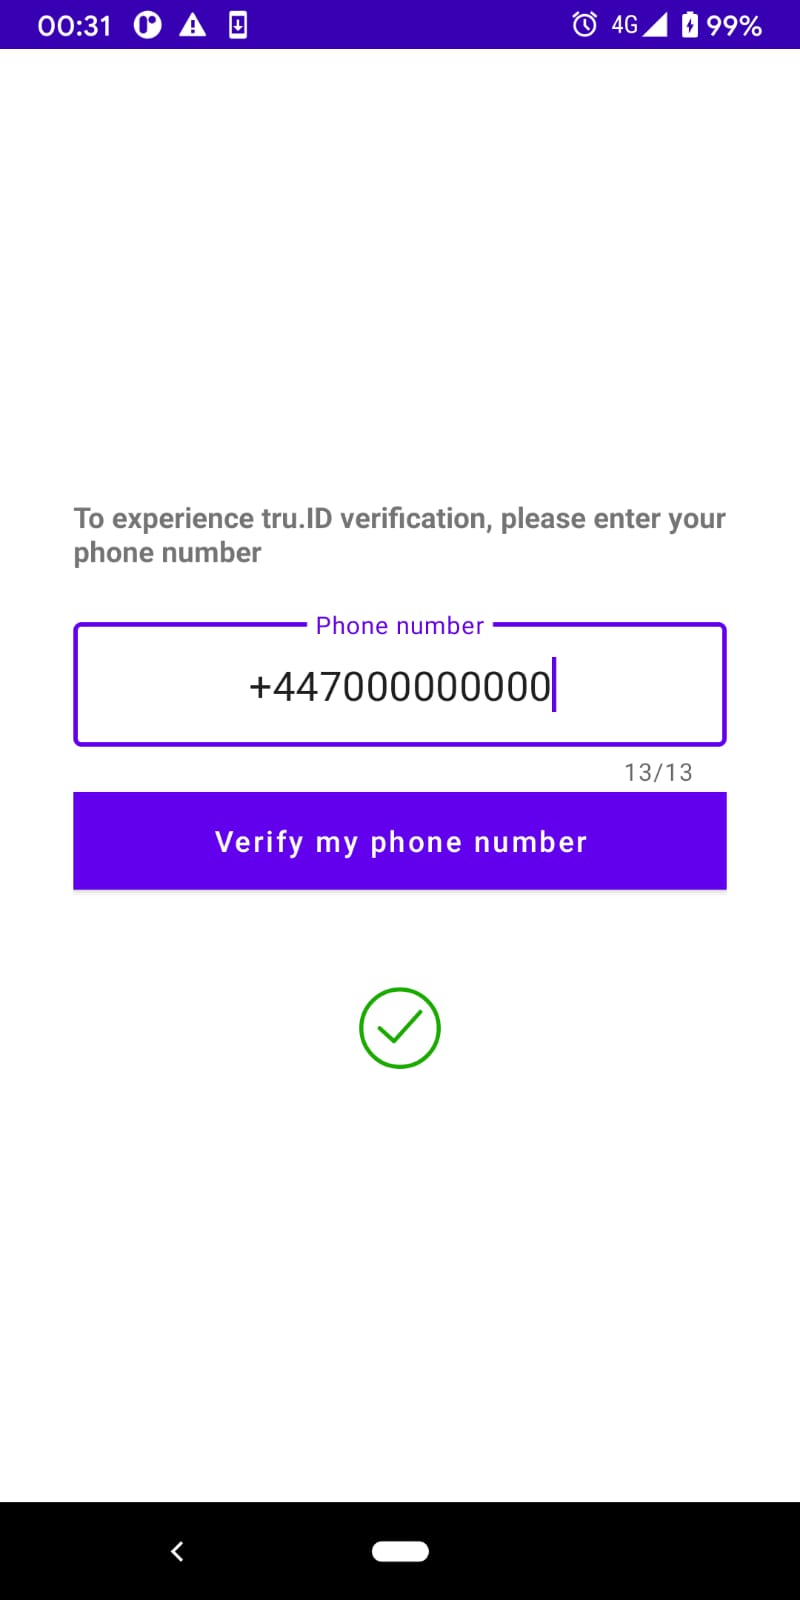 00:31 4G 99%
To experience tru.ID verification, please enter your
phone number
Phone number
+447000000000
13/13
Verify my phone number